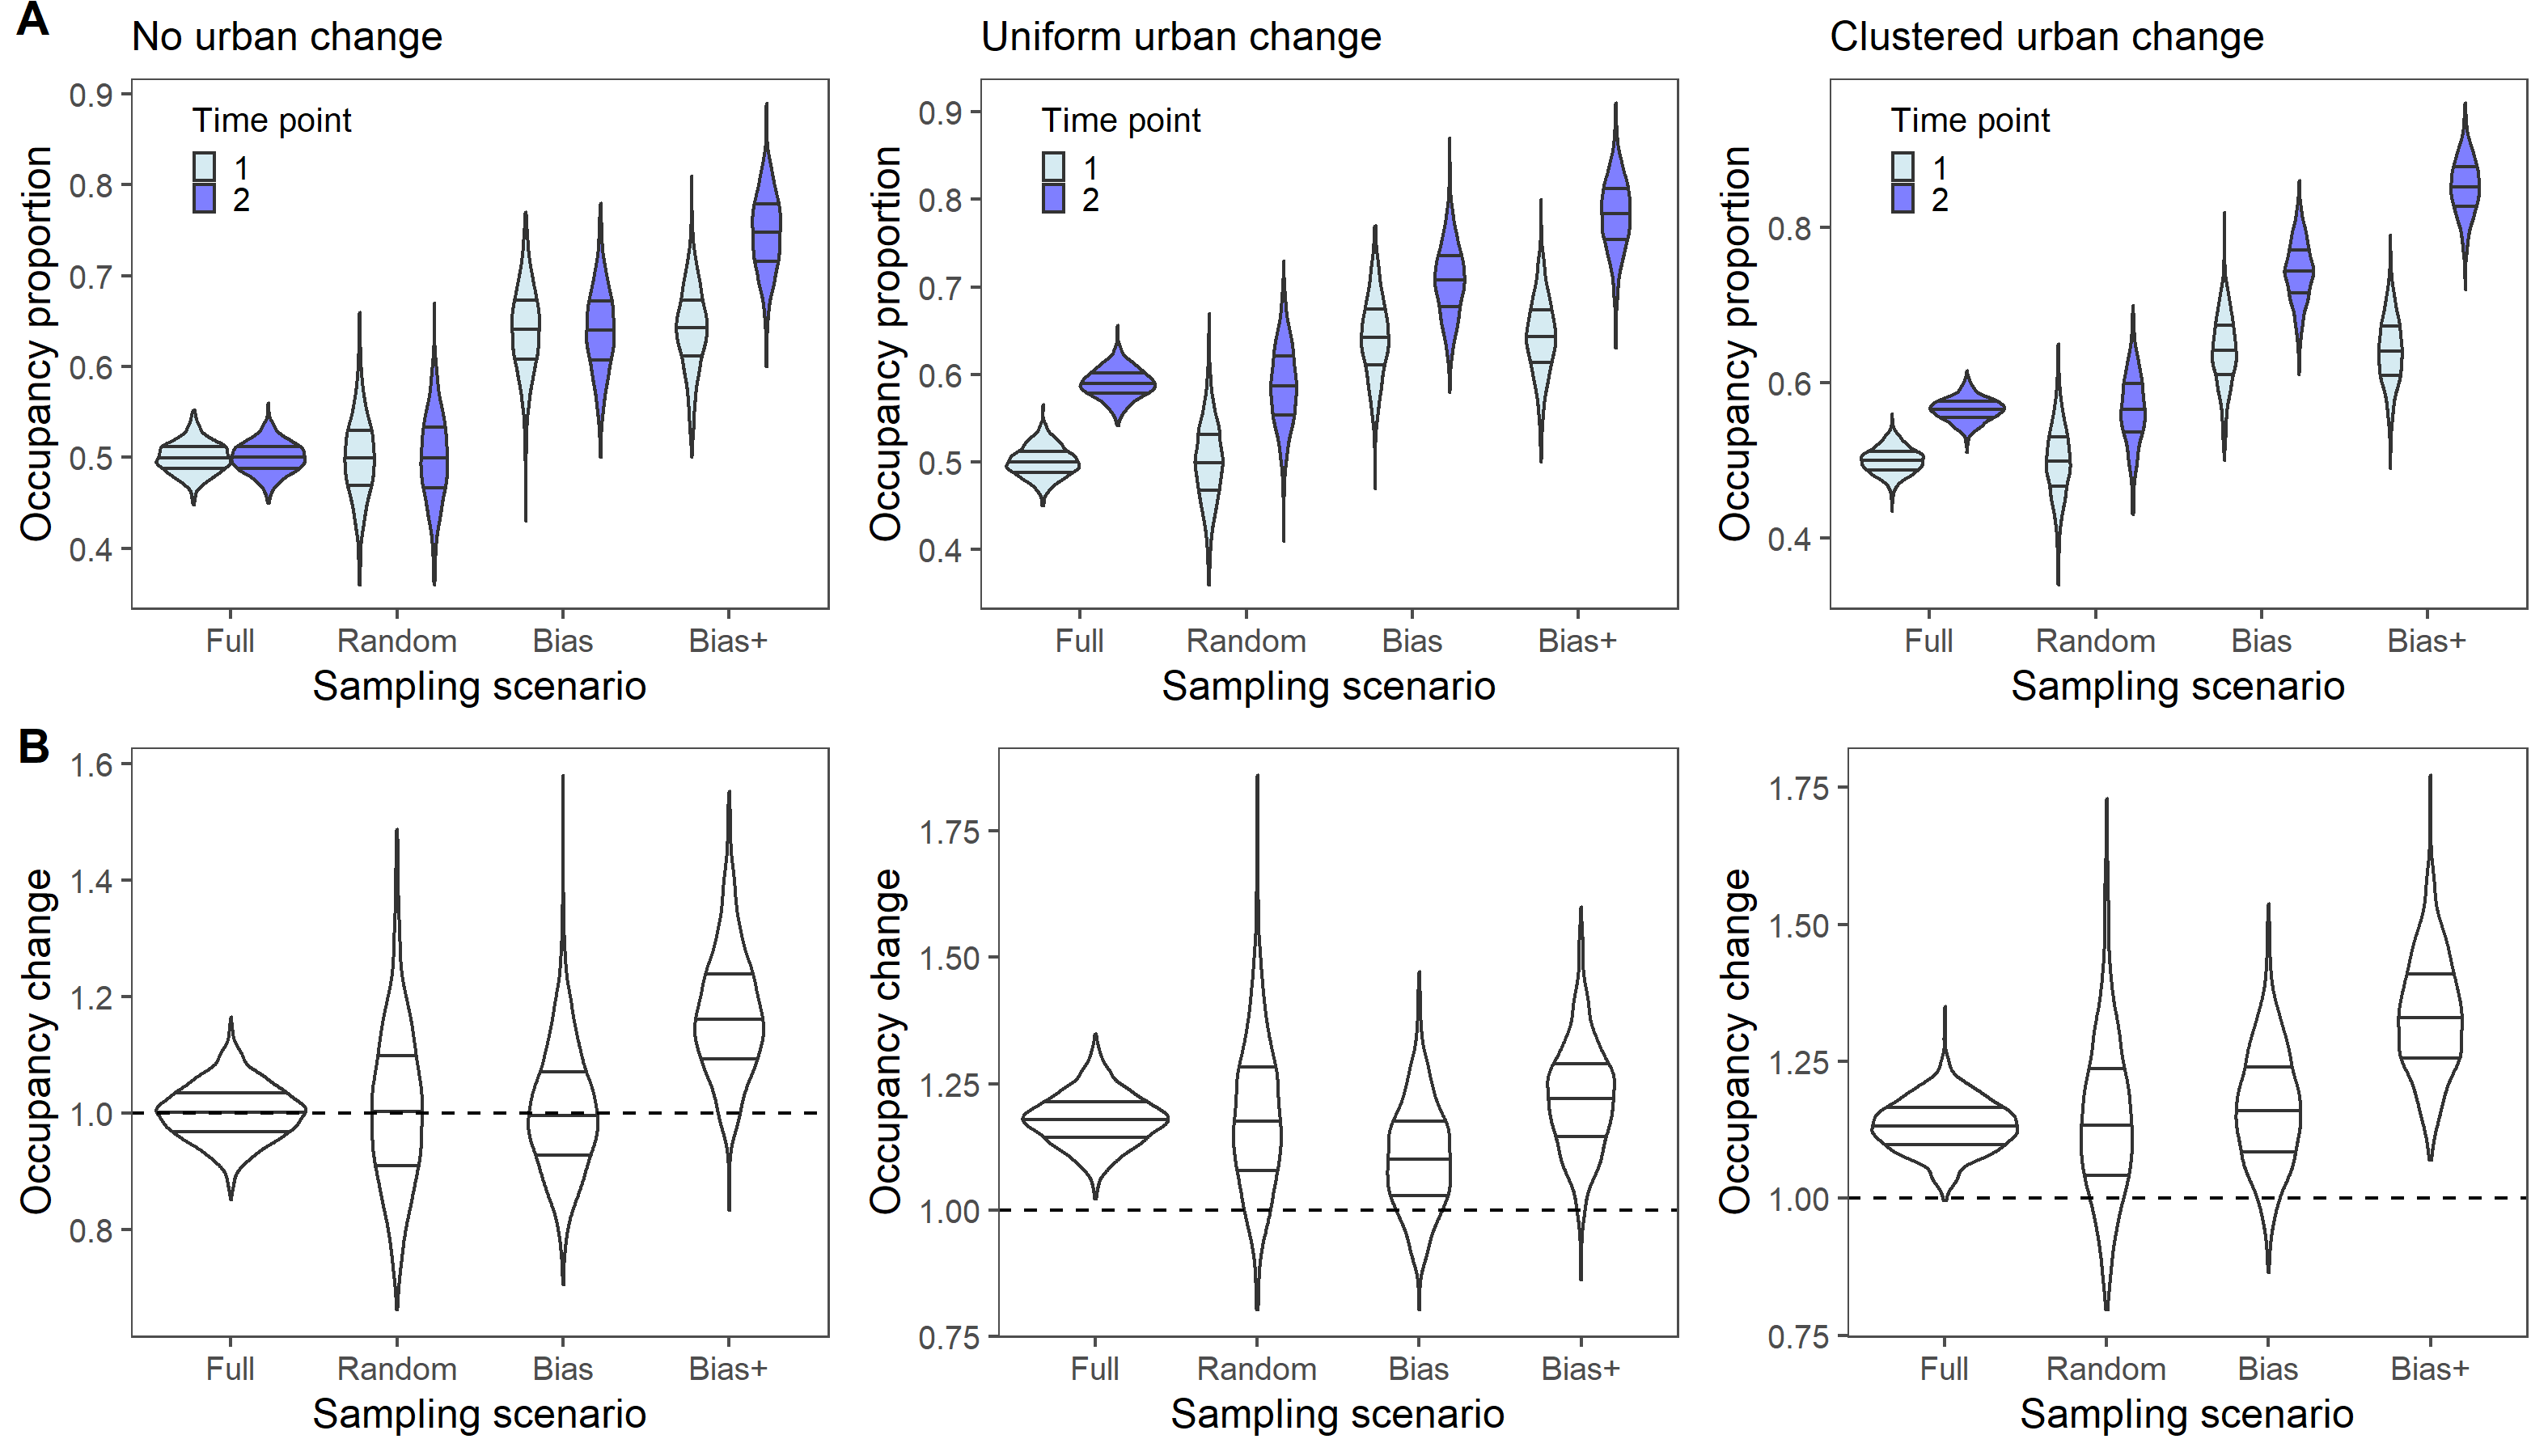 A
No urban change
Uniform urban change
Clustered urban change
Occupancy proportion
0.9
0.8
0.7
0.6
0.5
0.4
Time point
1
2
Full Random Bias Bias+
Sampling scenario
Occupancy proportion
0.9
0.8
0.7
0.6
0.5
0.4
Time point
1
2
Full Random Bias Bias+
Sampling scenario
Occupancy proportion
0.8
0.6
0.4
Time point
1
2
Full Random Bias Bias+
Sampling scenario
B
Occupancy change
1.6
1.4
1.2
1.0
0.8
Full Random Bias Bias+
Sampling scenario
Occupancy change
1.75
1.50
1.25
1.00
0.75
Full Random Bias Bias+
Sampling scenario
Occupancy change
1.75
1.50
1.25
1.00
0.75
Full Random Bias Bias+
Sampling scenario